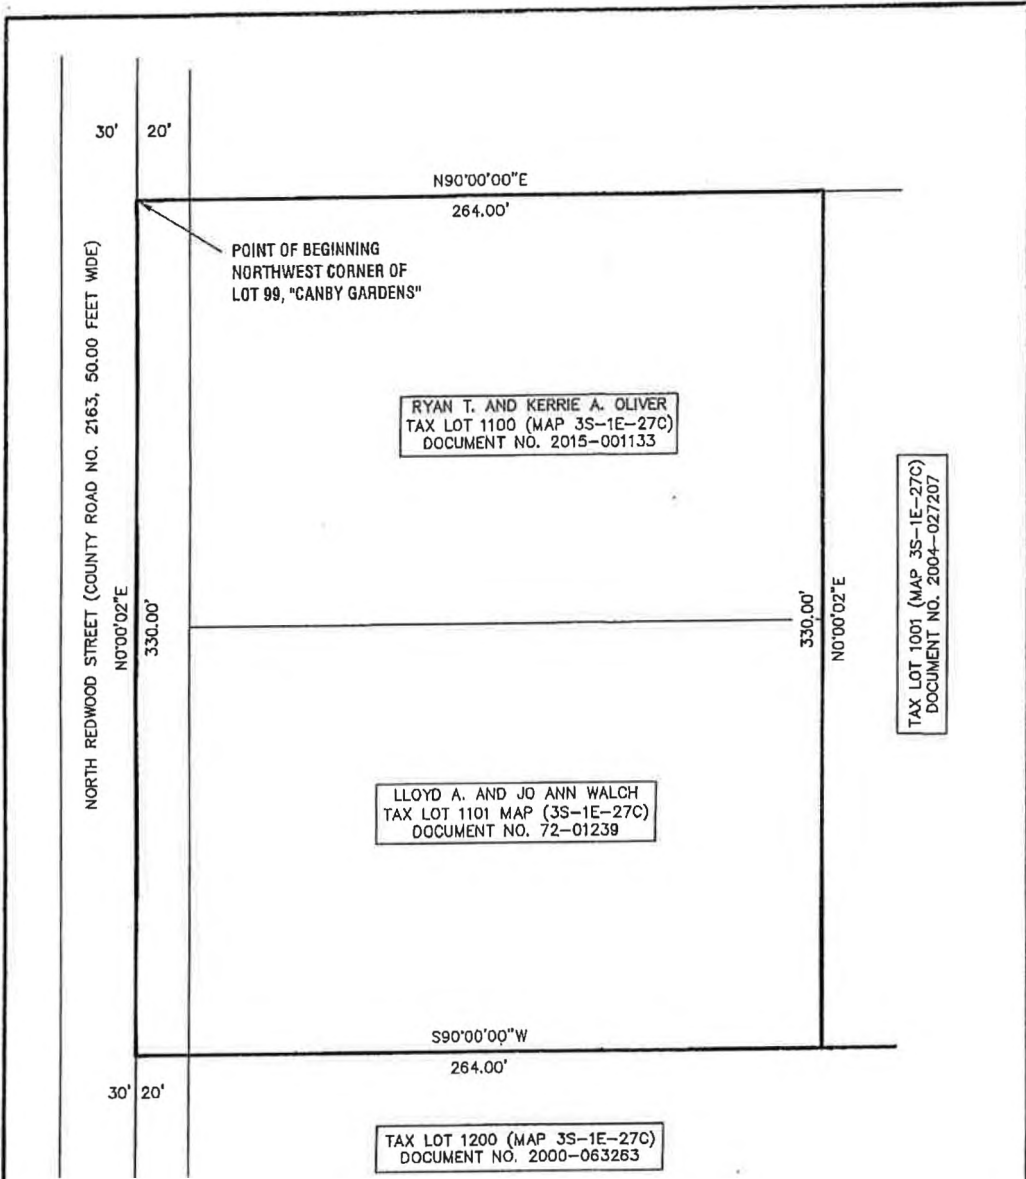 30' 20'
N90°00'00"E
264.00'
POINT OF BEGINNING
NORTHWEST CORNER OF
LOT 99, "CANBY GARDENS"
NORTH REDWOOD STREET (COUNTY ROAD NO. 2163, 50.00 FEET WIDE)
RYAN T. AND KERRIE A. OLIVER
TAX LOT 1100 (MAP 3S-1E-27C)
DOCUMENT NO. 2015-001133
TAX LOT 1001 (MAP 3S-1E-27C)
DOCUMENT NO. 2004-027207
N0°00'02"E
330.00'
330.00'
N0°00'02"E
LLOYD A. AND JO ANN WALCH
TAX LOT 1101 MAP (3S-1E-27C)
DOCUMENT NO. 72-01239
S90°00'00"W
264.00'
30' 20'
TAX LOT 1200 (MAP 3S-1E-27C)
DOCUMENT NO. 2000-063263